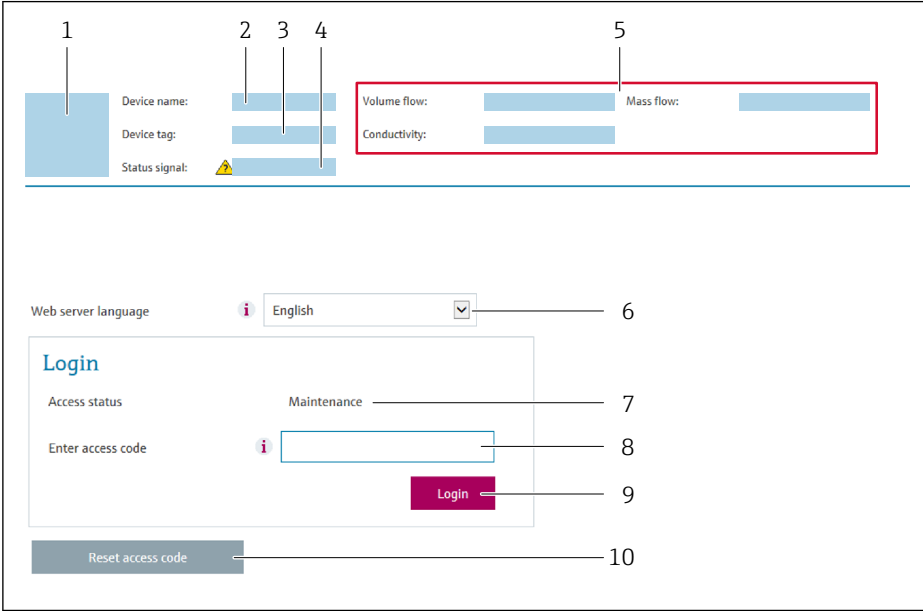 1 2 3 4 5
Device name: Volume flow: Mass flow:
Device tag: Conductivity:
Status signal: ?
Web server language i English 6
Login
Access status Maintenance 7
Enter access code i 8
Login 9
Reset access code 10